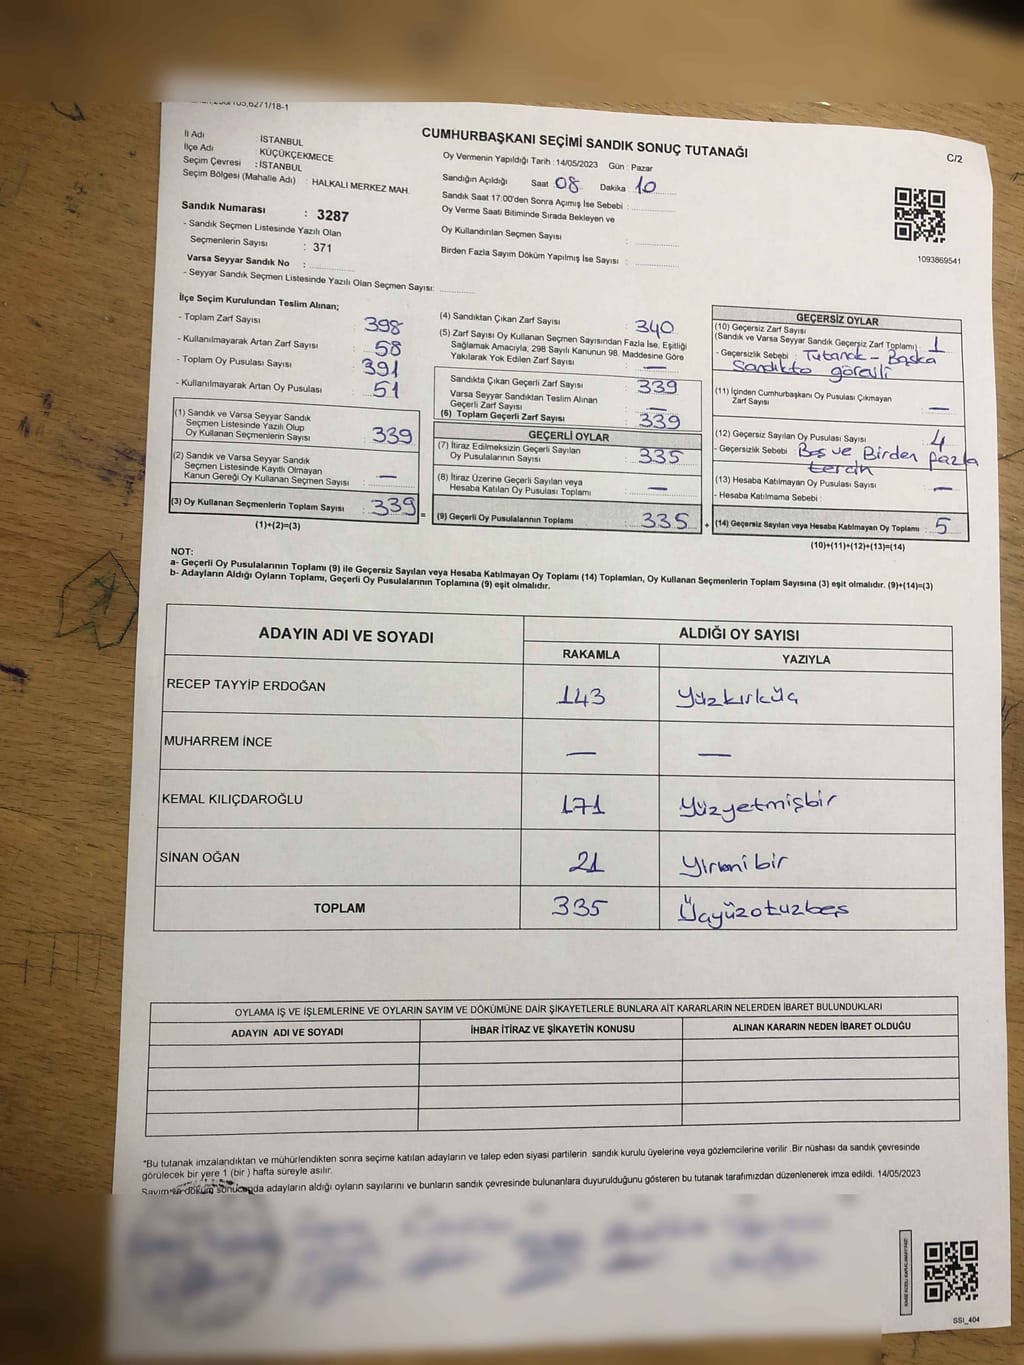 İl Adı : İSTANBUL
İlçe Adı : KÜÇÜKÇEKMECE
Seçim Çevresi : İSTANBUL
Seçim Bölgesi (Mahalle Adı) : HALKALI MERKEZ MAH.
Sandık Numarası : 3287
- Sandık Seçmen Listesinde Yazılı Olan
Seçmenlerin Sayısı : 371
Varsa Seyyar Sandık No :
- Seyyar Sandık Seçmen Listesinde Yazılı Olan Seçmen Sayısı:
CUMHURBAŞKANI SEÇİMİ SANDIK SONUÇ TUTANAĞI
C/2
Oy Vermenin Yapıldığı Tarih : 14/05/2023 Gün : Pazar
Sandığın Açıldığı Saat 08 Dakika 10
Sandık Saat 17:00'den Sonra Açımış İse Sebebi :
Oy Verme Saati Bitiminde Sırada Bekleyen ve
Oy Kullandırılan Seçmen Sayısı :
Birden Fazla Sayım Döküm Yapılmış İse Sayısı :
1093869541
İlçe Seçim Kurulundan Teslim Alınan;
- Toplam Zarf Sayısı 398
- Kullanılmayarak Artan Zarf Sayısı 58
- Toplam Oy Pusulası Sayısı 391
- Kullanılmayarak Artan Oy Pusulası 51
(1) Sandık ve Varsa Seyyar Sandık
Seçmen Listesinde Yazılı Olup
Oy Kullanan Seçmenlerin Sayısı 339
(2) Sandık ve Varsa Seyyar Sandık
Seçmen Listesinde Kayıtlı Olmayan
Kanun Gereği Oy Kullanan Seçmen Sayısı : —
(3) Oy Kullanan Seçmenlerin Toplam Sayısı : 339 =
(1)+(2)=(3)
(4) Sandıktan Çıkan Zarf Sayısı : 340
(5) Zarf Sayısı Oy Kullanan Seçmen Sayısından Fazla İse, Eşitliği
Sağlamak Amacıyla, 298 Sayılı Kanunun 98. Maddesine Göre
Yakılarak Yok Edilen Zarf Sayısı : —
Sandıkta Çıkan Geçerli Zarf Sayısı : 339
Varsa Seyyar Sandıktan Teslim Alınan
Geçerli Zarf Sayısı : —
(6) Toplam Geçerli Zarf Sayısı : 339
GEÇERLİ OYLAR
(7) İtiraz Edilmeksizin Geçerli Sayılan
Oy Pusulalarının Sayısı : 335
(8) İtiraz Üzerine Geçerli Sayılan veya
Hesaba Katılan Oy Pusulası Toplamı : —
(9) Geçerli Oy Pusulalarının Toplamı : 335 +
GEÇERSİZ OYLAR
(10) Geçersiz Zarf Sayısı
(Sandık ve Varsa Seyyar Sandık Geçersiz Zarf Toplamı) : 1
- Geçersizlik Sebebi : Tutanak - Başka
Sandıkta görevli
(11) İçinden Cumhurbaşkanı Oy Pusulası Çıkmayan
Zarf Sayısı : —
(12) Geçersiz Sayılan Oy Pusulası Sayısı : 4
- Geçersizlik Sebebi : Boş ve Birden fazla
tercih
(13) Hesaba Katılmayan Oy Pusulası Sayısı : —
- Hesaba Katılmama Sebebi :
(14) Geçersiz Sayılan veya Hesaba Katılmayan Oy Toplamı : 5
(10)+(11)+(12)+(13)=(14)
NOT:
a- Geçerli Oy Pusulalarının Toplamı (9) ile Geçersiz Sayılan veya Hesaba Katılmayan Oy Toplamı (14) Toplamları, Oy Kullanan Seçmenlerin Toplam Sayısına (3) eşit olmalıdır. (9)+(14)=(3)
b- Adayların Aldığı Oyların Toplamı, Geçerli Oy Pusulalarının Toplamına (9) eşit olmalıdır.
ADAYIN ADI VE SOYADI ALDIĞI OY SAYISI
RAKAMLA YAZIYLA
RECEP TAYYİP ERDOĞAN 143 Yüzkırküç
MUHARREM İNCE — —
KEMAL KILIÇDAROĞLU 171 Yüzyetmişbir
SİNAN OĞAN 21 Yirmi bir
TOPLAM 335 Üçyüzotuzbeş
OYLAMA İŞ VE İŞLEMLERİNE VE OYLARIN SAYIM VE DÖKÜMÜNE DAİR ŞİKAYETLERLE BUNLARA AİT KARARLARIN NELERDEN İBARET BULUNDUKLARI
ADAYIN ADI VE SOYADI İHBAR İTİRAZ VE ŞİKAYETİN KONUSU ALINAN KARARIN NEDEN İBARET OLDUĞU
"Bu tutanak imzalandıktan ve mühürlendikten sonra seçime katılan adayların ve talep eden siyasi partilerin sandık kurulu üyelerine veya gözlemcilerine verilir .Bir nüshası da sandık çevresinde
görülecek bir yere 1 (bir ) hafta süreyle asılır.
Sayım ve döküm sonucunda adayların aldığı oyların sayılarını ve bunların sandık çevresinde bulunanlara duyurulduğunu gösteren bu tutanak tarafımızdan düzenlenerek imza edildi. 14/05/2023
SSI_404